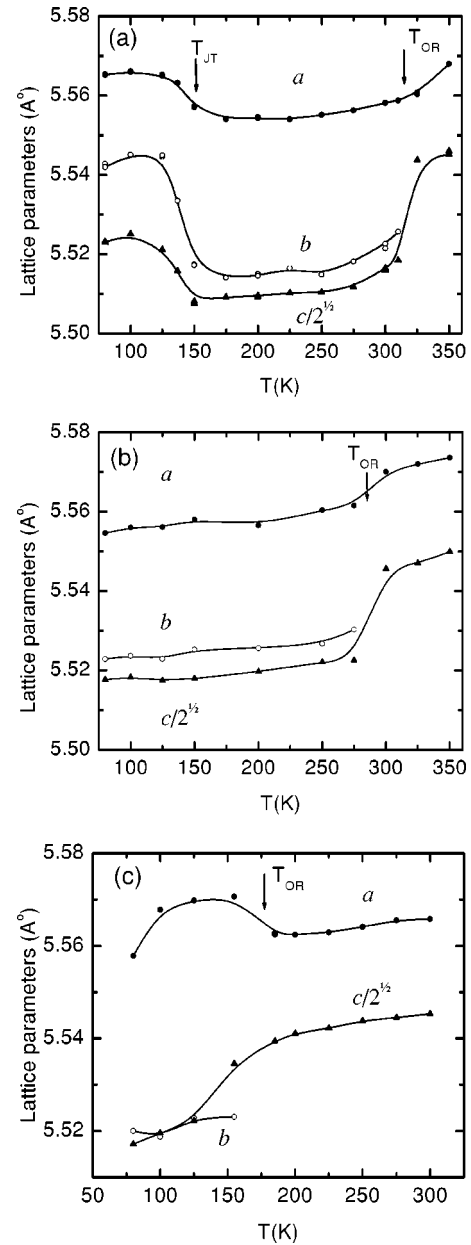 (a)
T_JT
T_OR
a
b
c/2^½
Lattice parameters (A°)
5.58
5.56
5.54
5.52
5.50
100 150 200 250 300 350
T(K)
(b)
T_OR
a
b
c/2^½
Lattice parameters (A°)
5.58
5.56
5.54
5.52
5.50
100 150 200 250 300 350
T(K)
(c)
T_OR
a
c/2^½
b
Lattice parameters (A°)
5.58
5.56
5.54
5.52
50 100 150 200 250 300
T(K)